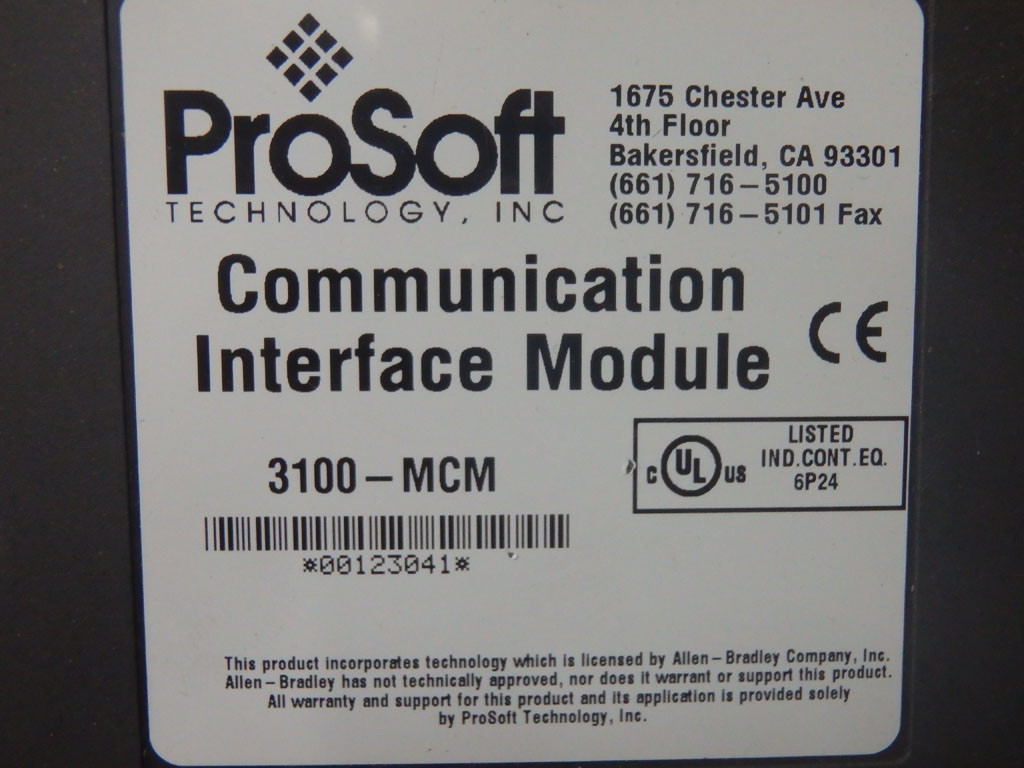 ProSoft
TECHNOLOGY, INC
1675 Chester Ave
4th Floor
Bakersfield, CA 93301
(661) 716-5100
(661) 716-5101 Fax
Communication
Interface Module
CE
3100-MCM
*00123041*
C UL US
LISTED
IND.CONT.EQ.
6P24
This product incorporates technology which is licensed by Allen-Bradley Company, Inc.
Allen-Bradley has not technically approved, nor does it warrant or support this product.
All warranty and support for this product and its application is provided solely
by ProSoft Technology, Inc.